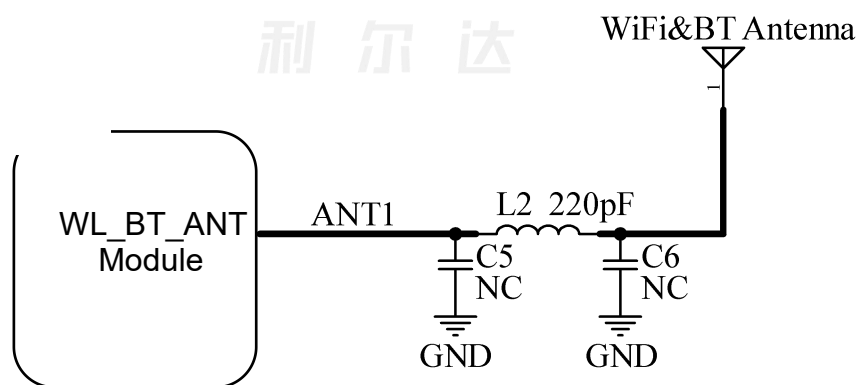 利 尔 达
WiFi&BT Antenna
1
L2 220pF
ANT1
WL_BT_ANT
Module
C5
NC
C6
NC
GND
GND